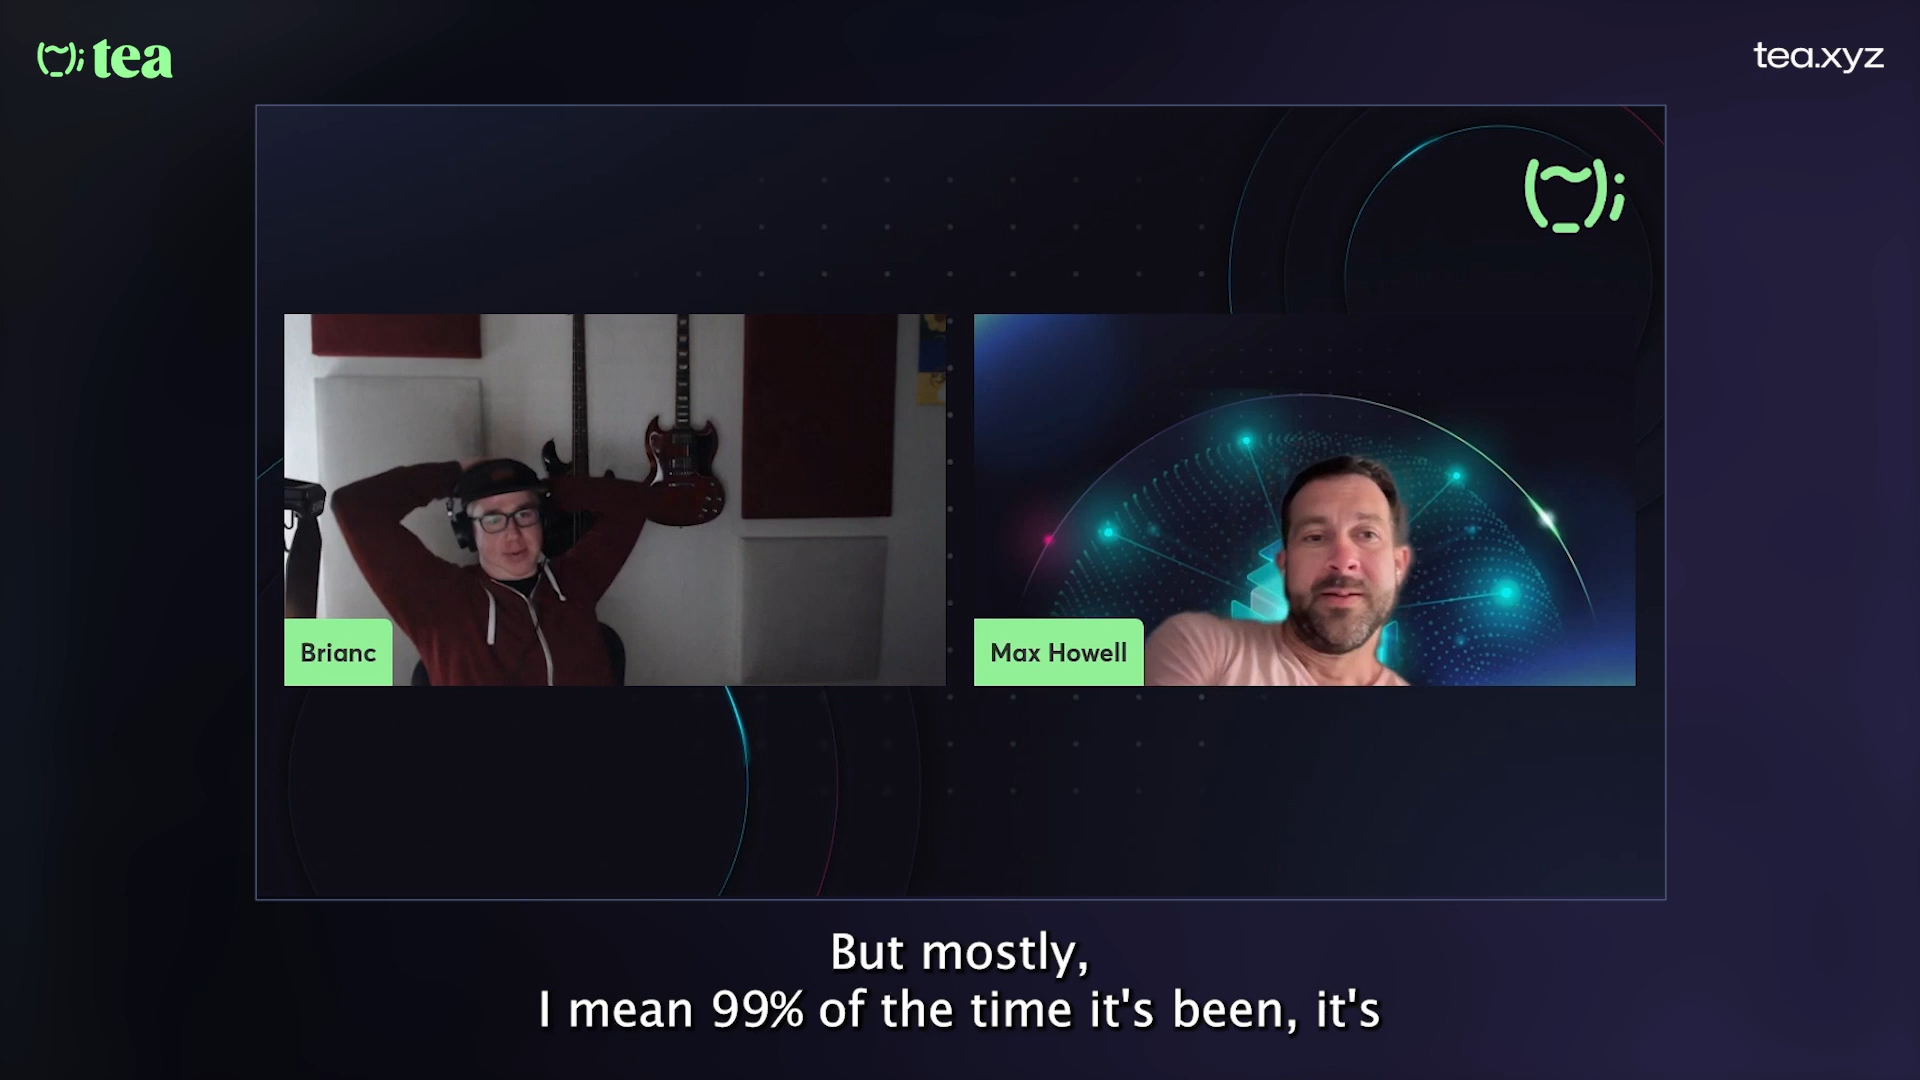 tea
tea.xyz
Brianc
Max Howell
But mostly,
I mean 99% of the time it's been, it's